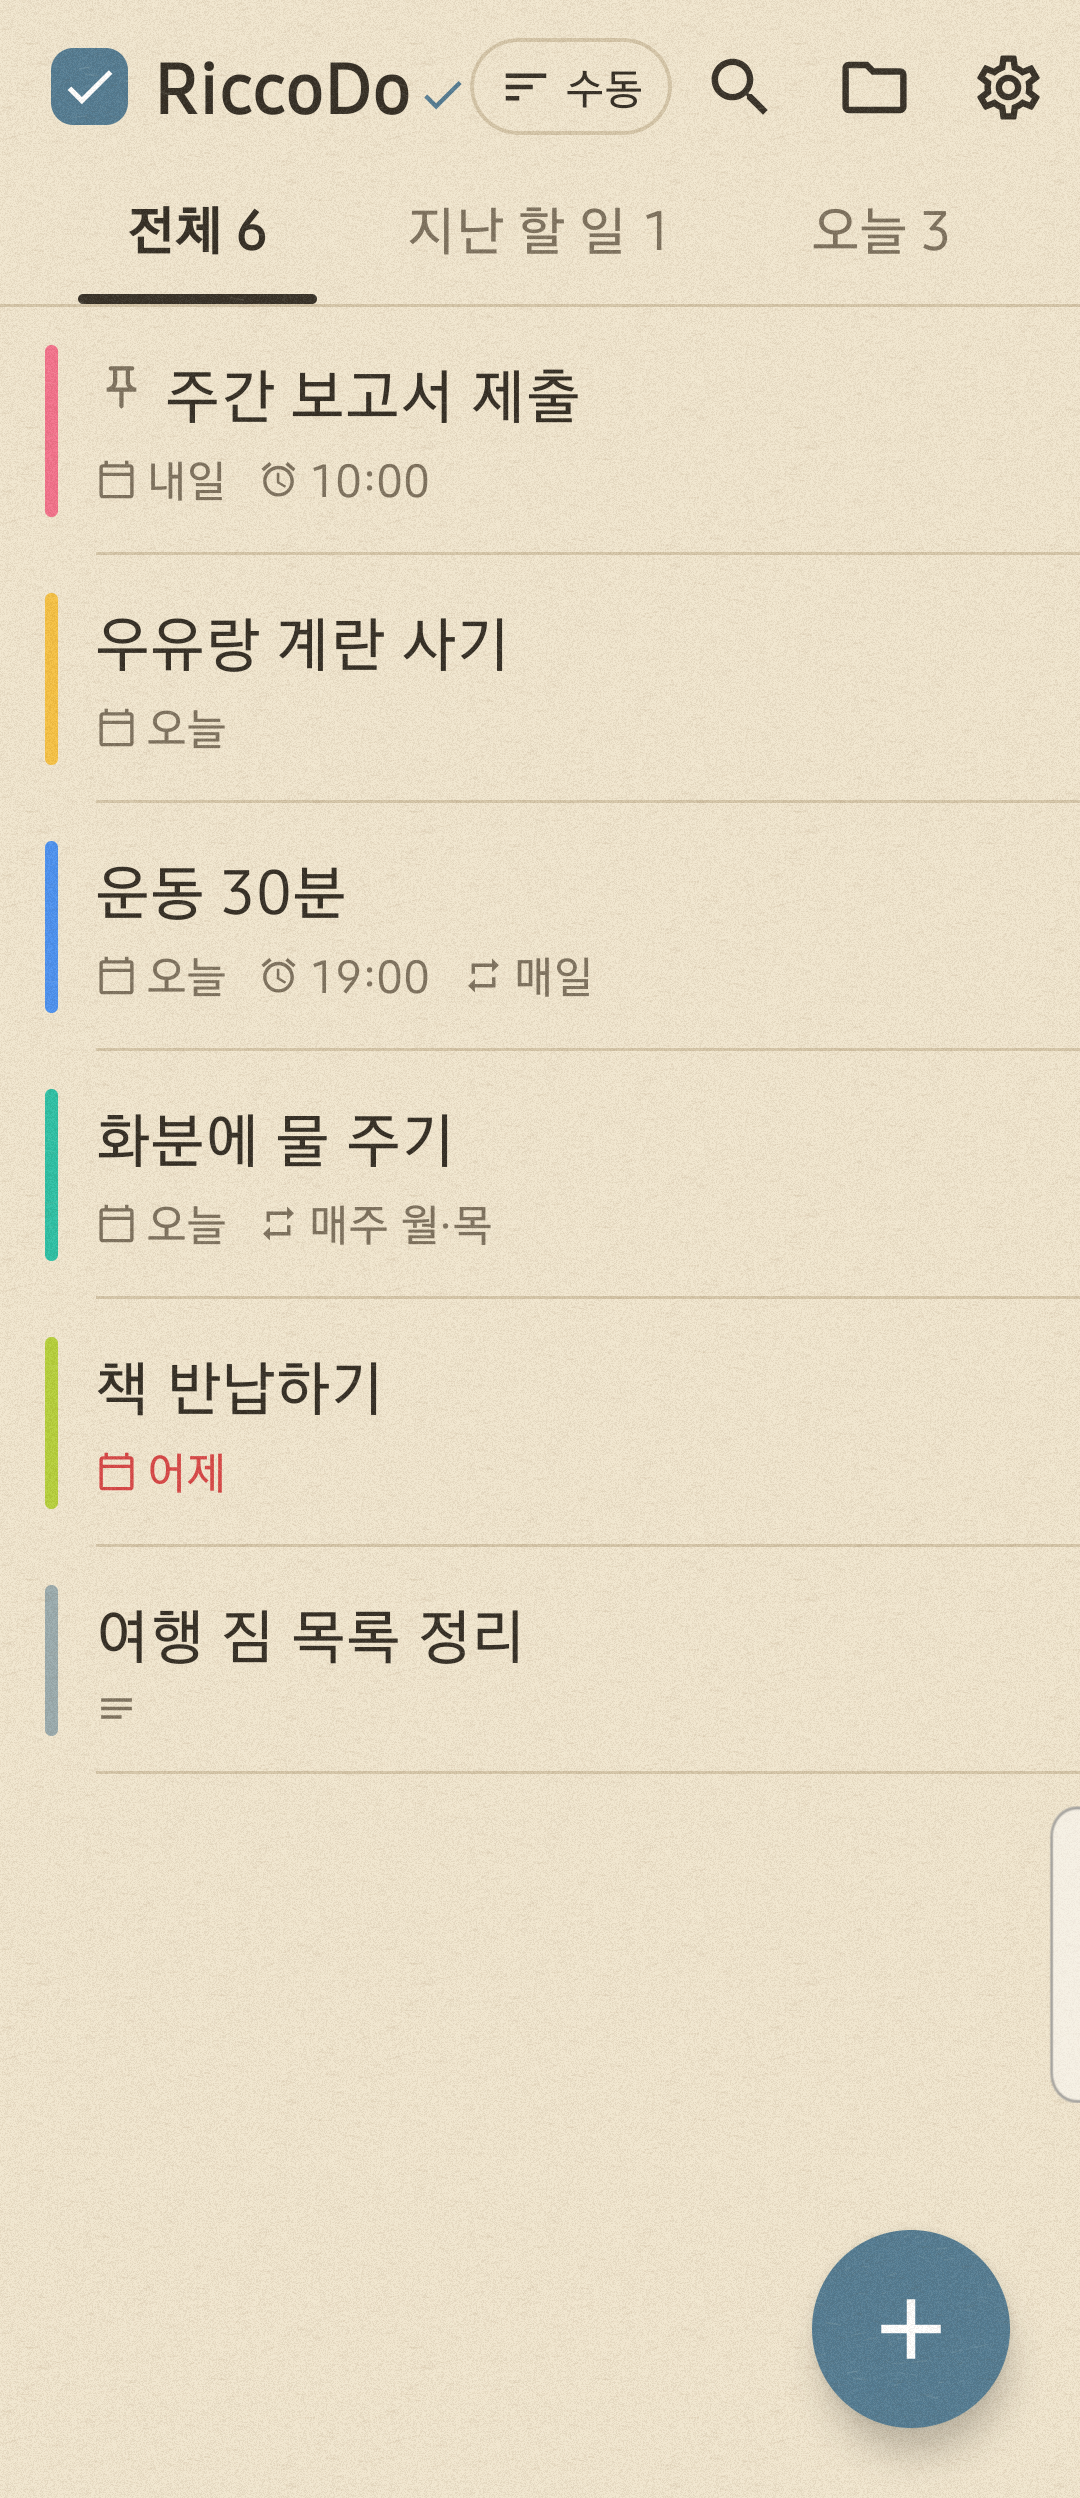 RiccoDo 수동
전체 6 지난 할 일 1 오늘 3
주간 보고서 제출
내일 10:00
우유랑 계란 사기
오늘
운동 30분
오늘 19:00 매일
화분에 물 주기
오늘 매주 월·목
책 반납하기
어제
여행 짐 목록 정리